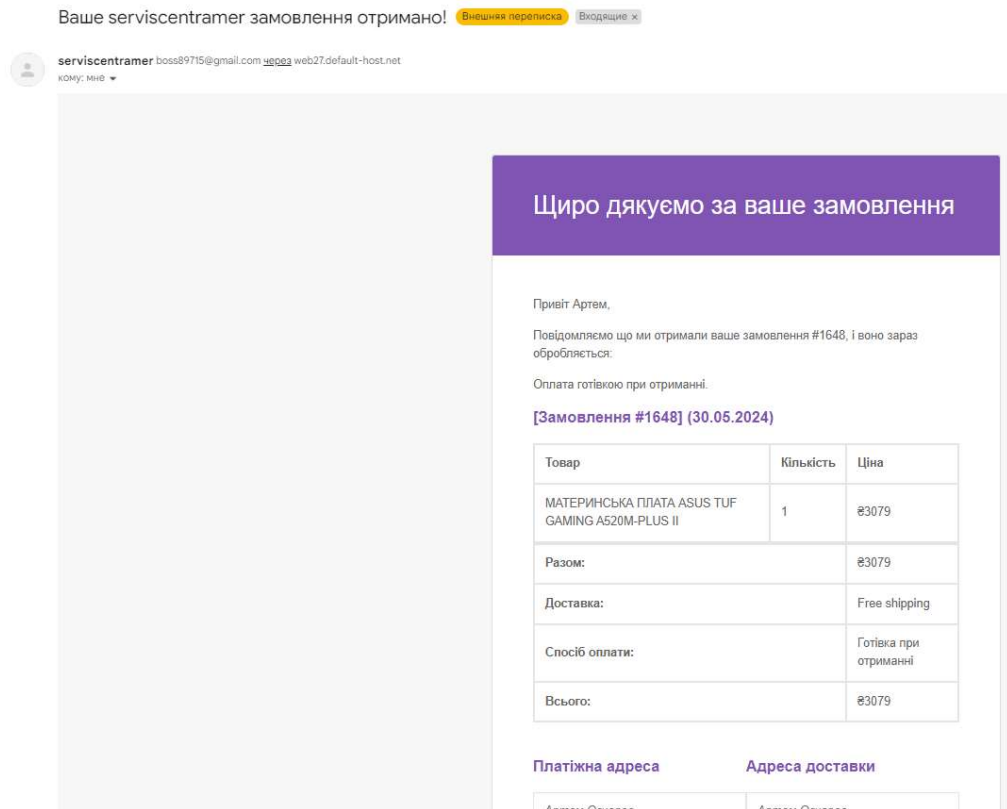 Ваше serviscentramer замовлення отримано! Внешняя переписка Входящие ×
serviscentramer boss89715@gmail.com через web27.default-host.net
кому: мне
Щиро дякуємо за ваше замовлення
Привіт Артем,
Повідомляємо що ми отримали ваше замовлення #1648, і воно зараз
обробляється:
Оплата готівкою при отриманні.
[Замовлення #1648] (30.05.2024)
Товар Кількість Ціна
МАТЕРИНСЬКА ПЛАТА ASUS TUF
GAMING A520M-PLUS II 1 ₴3079
Разом: ₴3079
Доставка: Free shipping
Спосіб оплати: Готівка при
отриманні
Всього: ₴3079
Платіжна адреса Адреса доставки